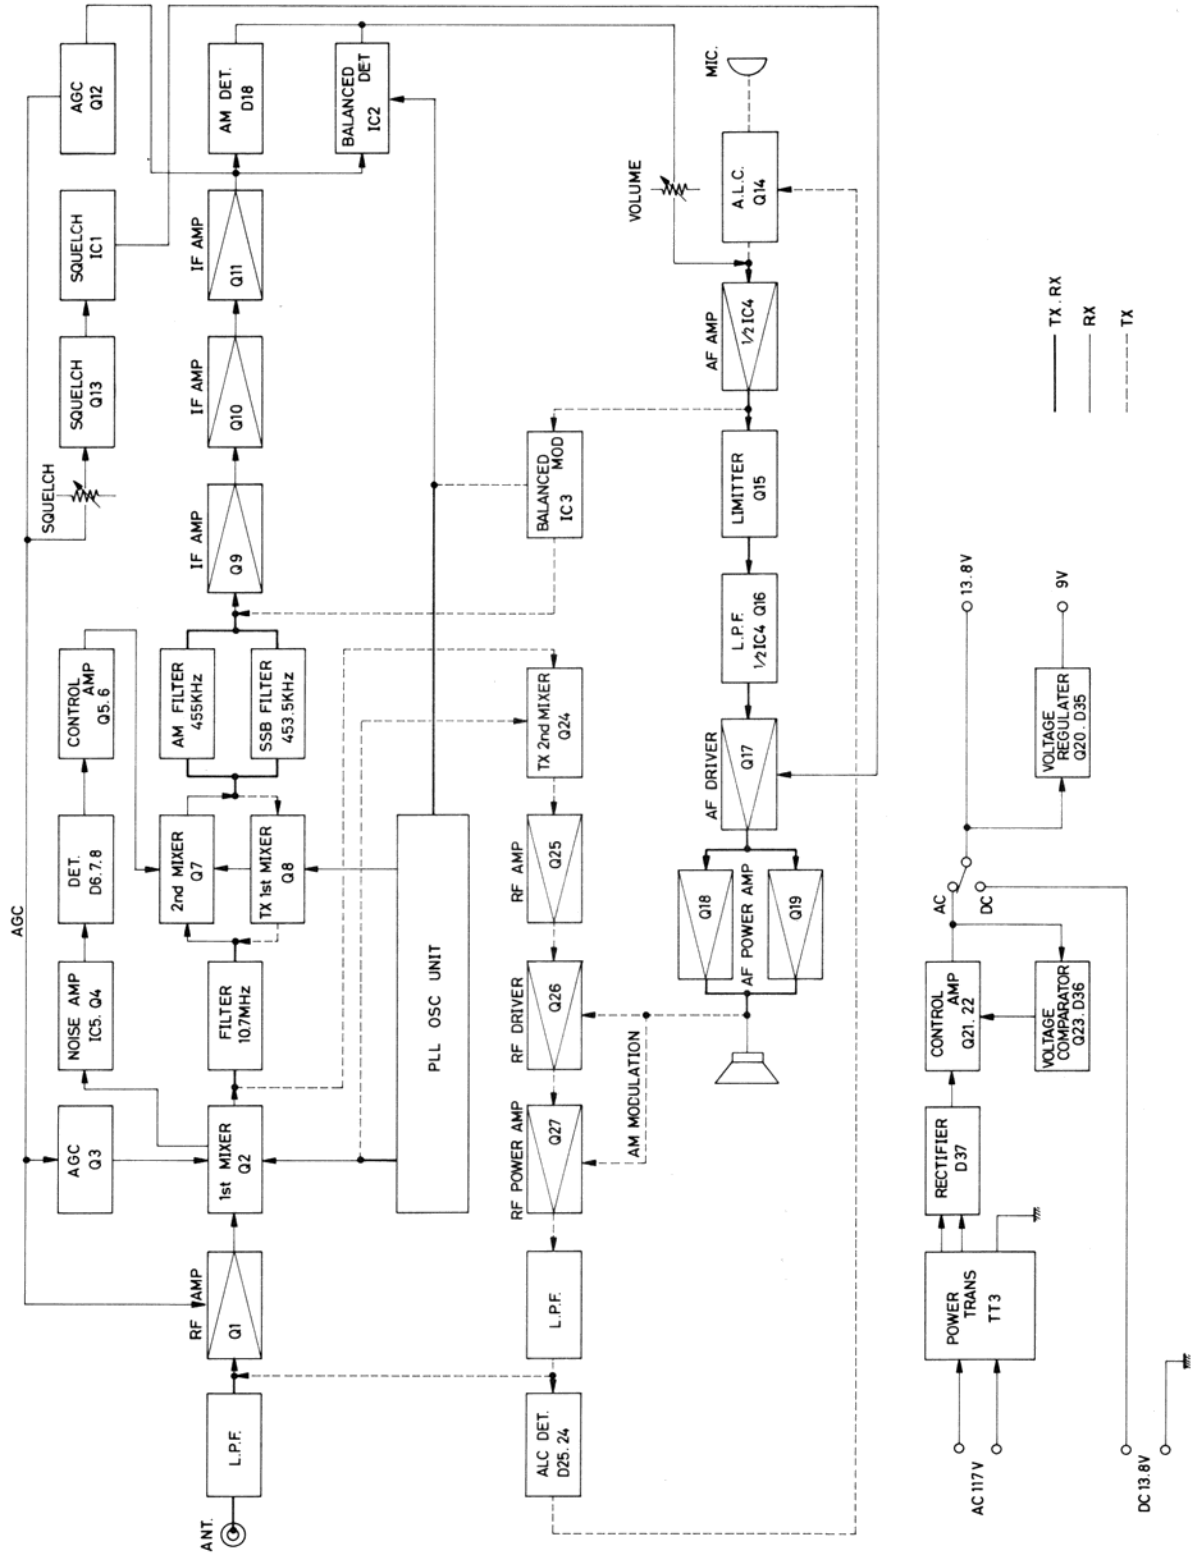 ANT.
L.P.F.
RF AMP
Q1
AGC
AGC
Q3
1st MIXER
Q2
NOISE AMP
IC5. Q4
FILTER
10.7MHz
DET.
D6.7.8
2nd MIXER
Q7
TX 1st MIXER
Q8
CONTROL
AMP
Q5.6
AM FILTER
455KHz
SSB FILTER
453.5KHz
SQUELCH
SQUELCH
Q13
SQUELCH
IC1
AGC
Q12
IF AMP
Q9
IF AMP
Q10
IF AMP
Q11
AM DET.
D18
BALANCED
DET
IC2
PLL OSC UNIT
ALC DET.
D25.24
L.P.F.
RF POWER AMP
Q27
RF DRIVER
Q26
RF AMP
Q25
TX 2nd MIXER
Q24
BALANCED
MOD
IC3
AM MODULATION
AF POWER AMP
Q18
Q19
AF DRIVER
Q17
L.P.F.
1/2IC4 Q16
LIMITTER
Q15
AF AMP
1/2IC4
VOLUME
A.L.C.
Q14
MIC.
AC 117V
DC 13.8V
POWER
TRANS
TT3
RECTIFIER
D37
CONTROL
AMP
Q21.22
VOLTAGE
COMPARATOR
Q23. D36
AC
DC
VOLTAGE
REGULATER
Q20. D35
13.8V
9V
TX . RX
RX
TX